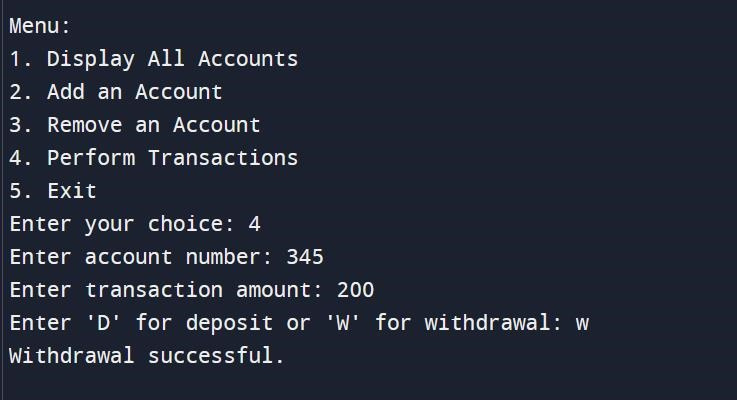 Menu:
1. Display All Accounts
2. Add an Account
3. Remove an Account
4. Perform Transactions
5. Exit
Enter your choice: 4
Enter account number: 345
Enter transaction amount: 200
Enter 'D' for deposit or 'W' for withdrawal: w
Withdrawal successful.